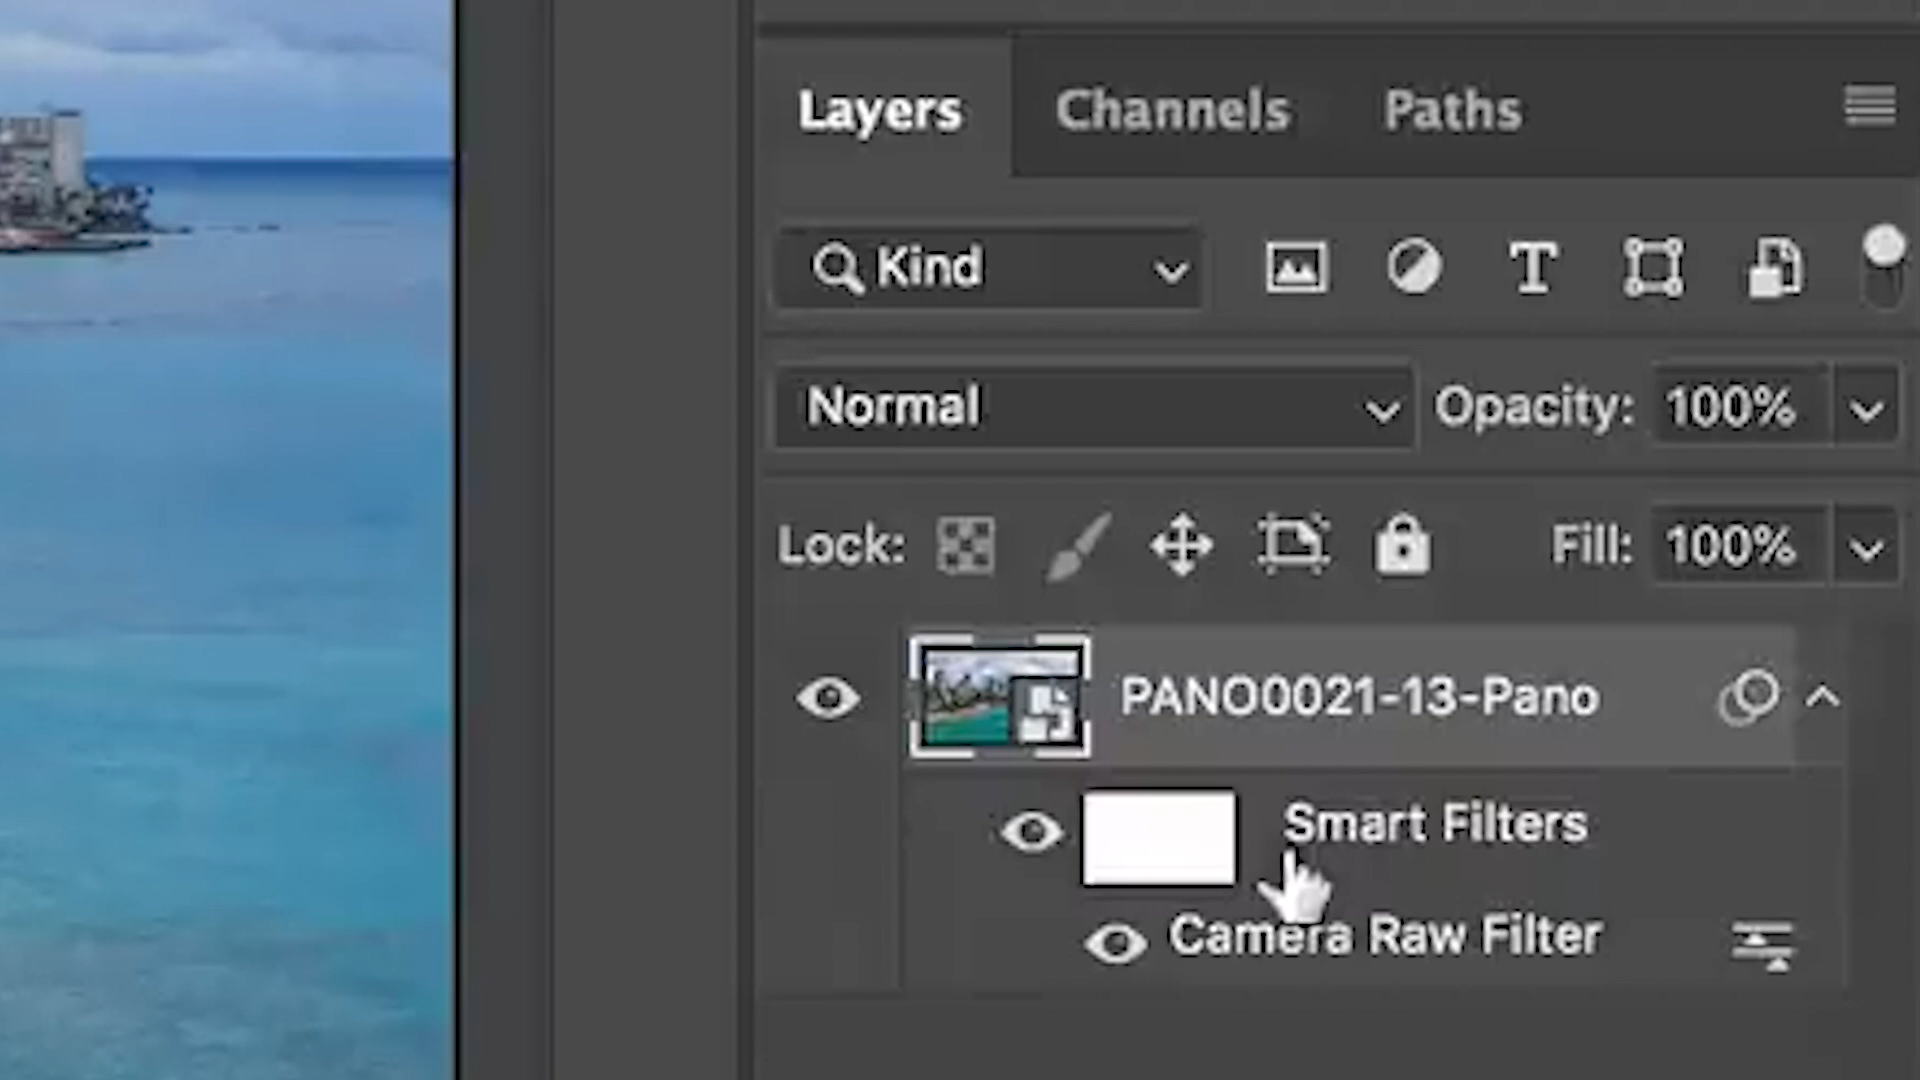 Layers Channels Paths
Kind
Normal Opacity: 100%
Lock: Fill: 100%
PANO0021-13-Pano
Smart Filters
Camera Raw Filter